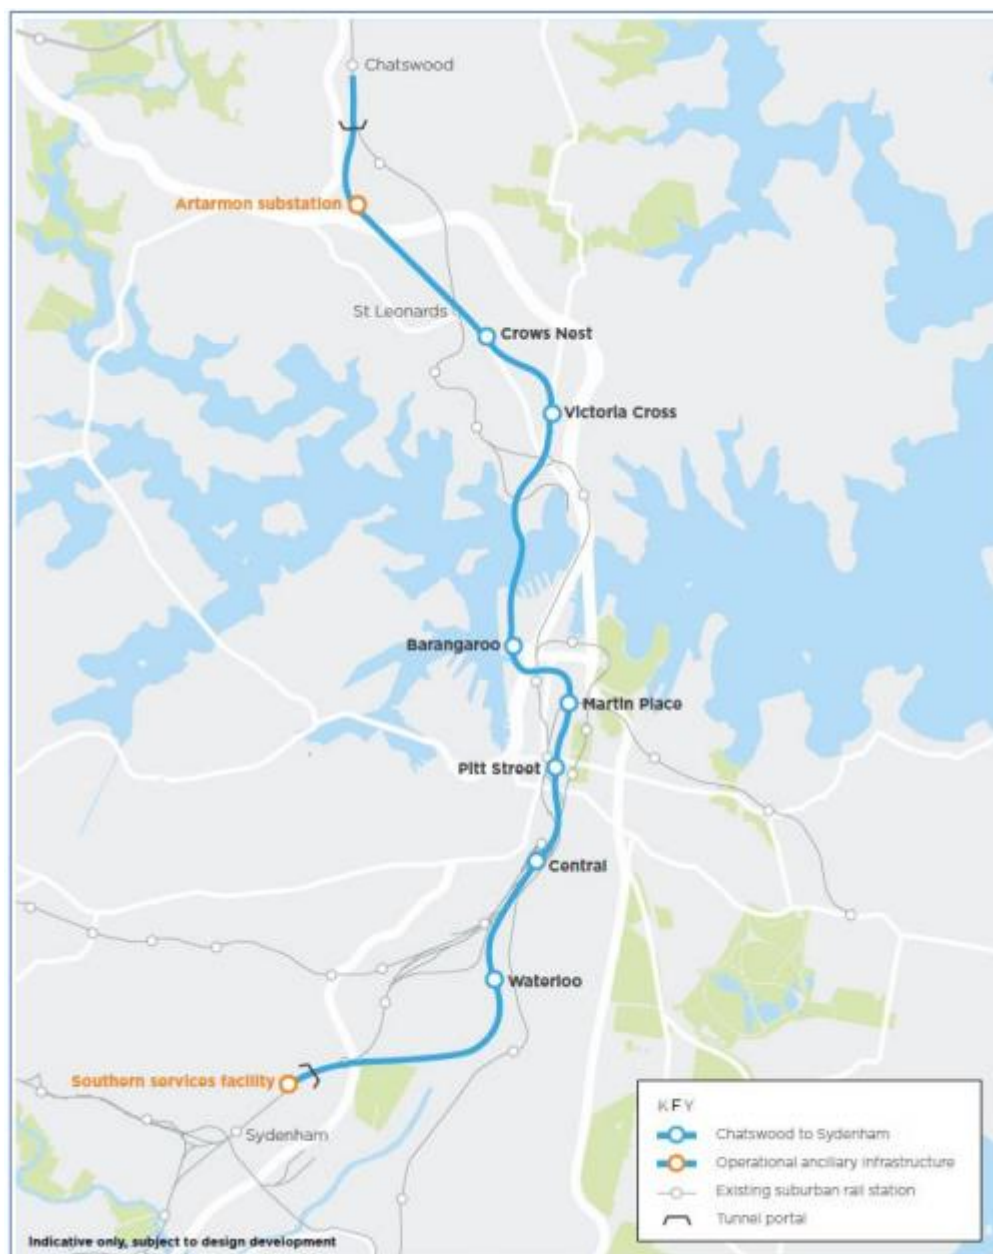 Chatswood
Artarmon substation
St Leonards
Crows Nest
Victoria Cross
Barangaroo
Martin Place
Pitt Street
Central
Waterloo
Southern services facility
Sydenham
KEY
Chatswood to Sydenham
Operational ancillary infrastructure
Existing suburban rail station
Tunnel portal
Indicative only, subject to design development